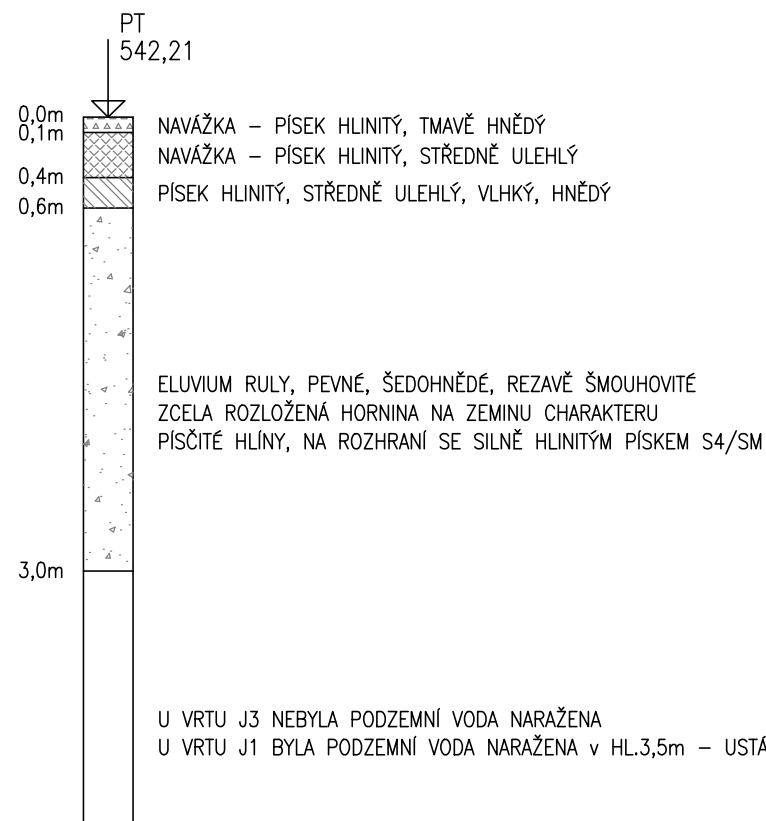 PT
542,21
0,0m
0,1m
NAVÁŽKA – PÍSEK HLINITÝ, TMAVĚ HNĚDÝ
NAVÁŽKA – PÍSEK HLINITÝ, STŘEDNĚ ULEHLÝ
0,4m
PÍSEK HLINITÝ, STŘEDNĚ ULEHLÝ, VLHKÝ, HNĚDÝ
0,6m
ELUVIUM RULY, PEVNÉ, ŠEDOHNĚDÉ, REZAVĚ ŠMOUHOVITÉ
ZCELA ROZLOŽENÁ HORNINA NA ZEMINU CHARAKTERU
PÍSČITÉ HLÍNY, NA ROZHRANÍ SE SILNĚ HLINITÝM PÍSKEM S4/SM
3,0m
U VRTU J3 NEBYLA PODZEMNÍ VODA NARAŽENA
U VRTU J1 BYLA PODZEMNÍ VODA NARAŽENA v HL.3,5m –